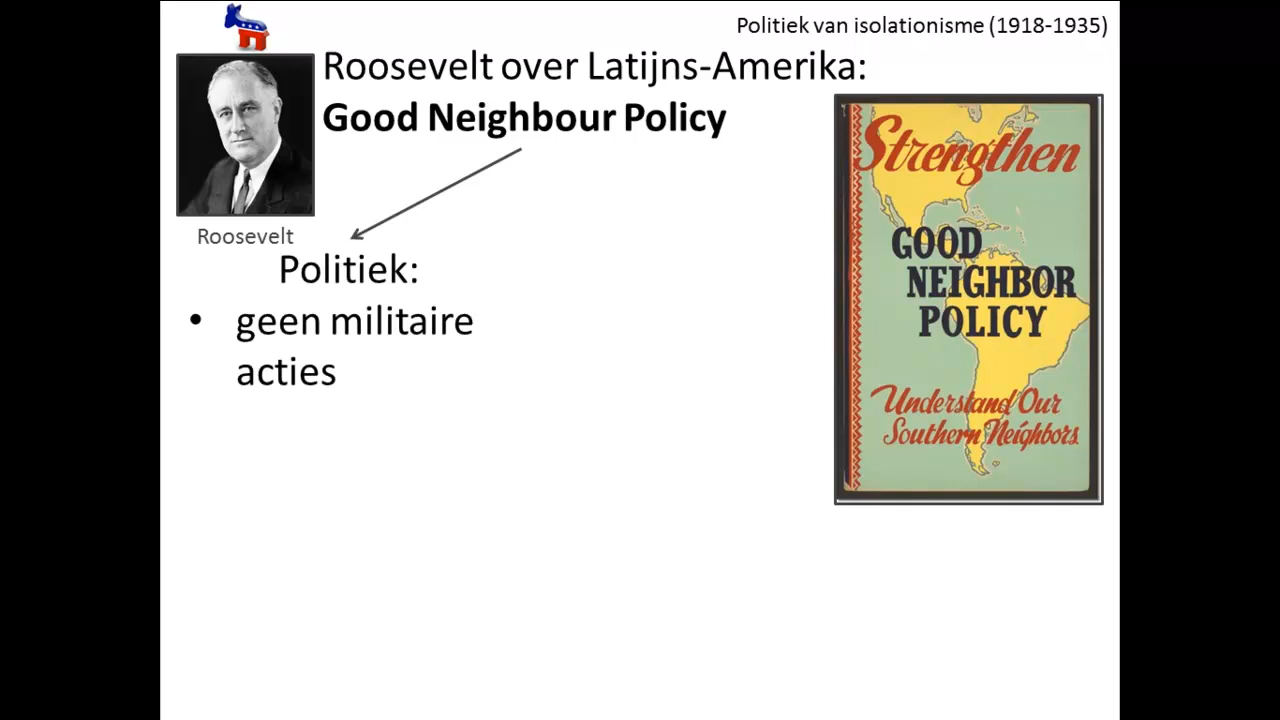 Politiek van isolationisme (1918-1935)
Roosevelt over Latijns-Amerika:
Good Neighbour Policy
Roosevelt
Politiek:
• geen militaire
acties
Strengthen
GOOD
NEIGHBOR
POLICY
Understand Our
Southern Neighbors